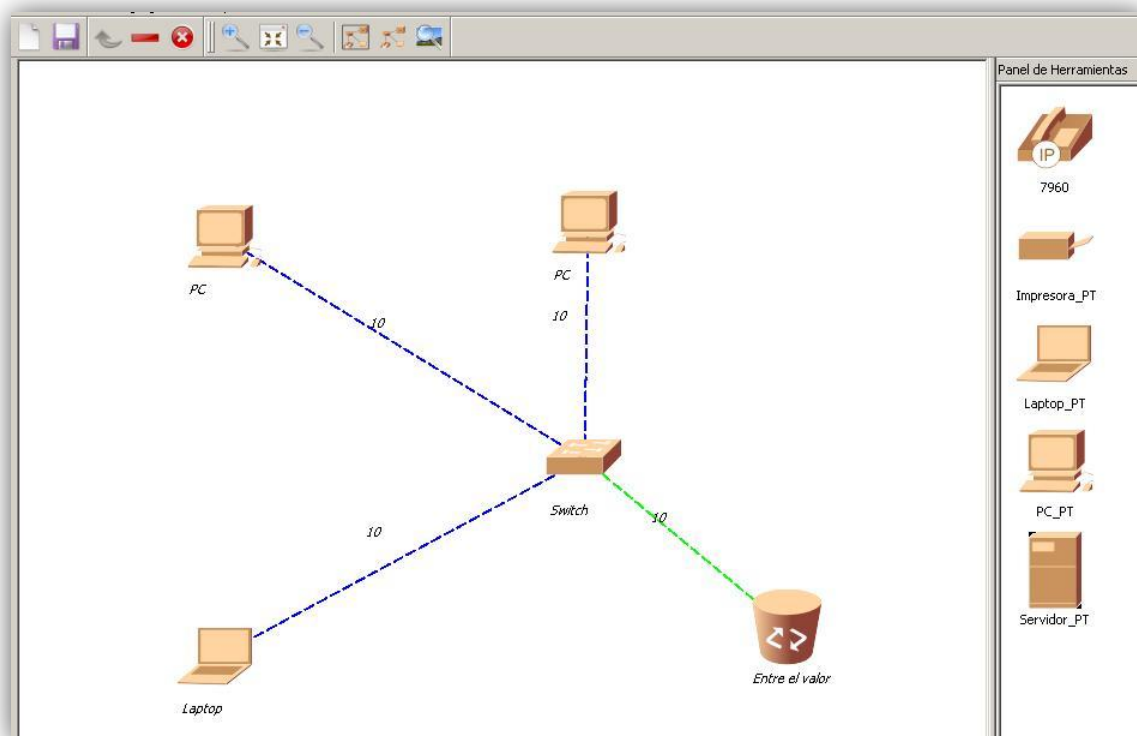 Panel de Herramientas
IP
7960
Impresora_PT
Laptop_PT
PC_PT
Servidor_PT
PC
PC
10
10
Switch
10
10
Entre el valor
Laptop